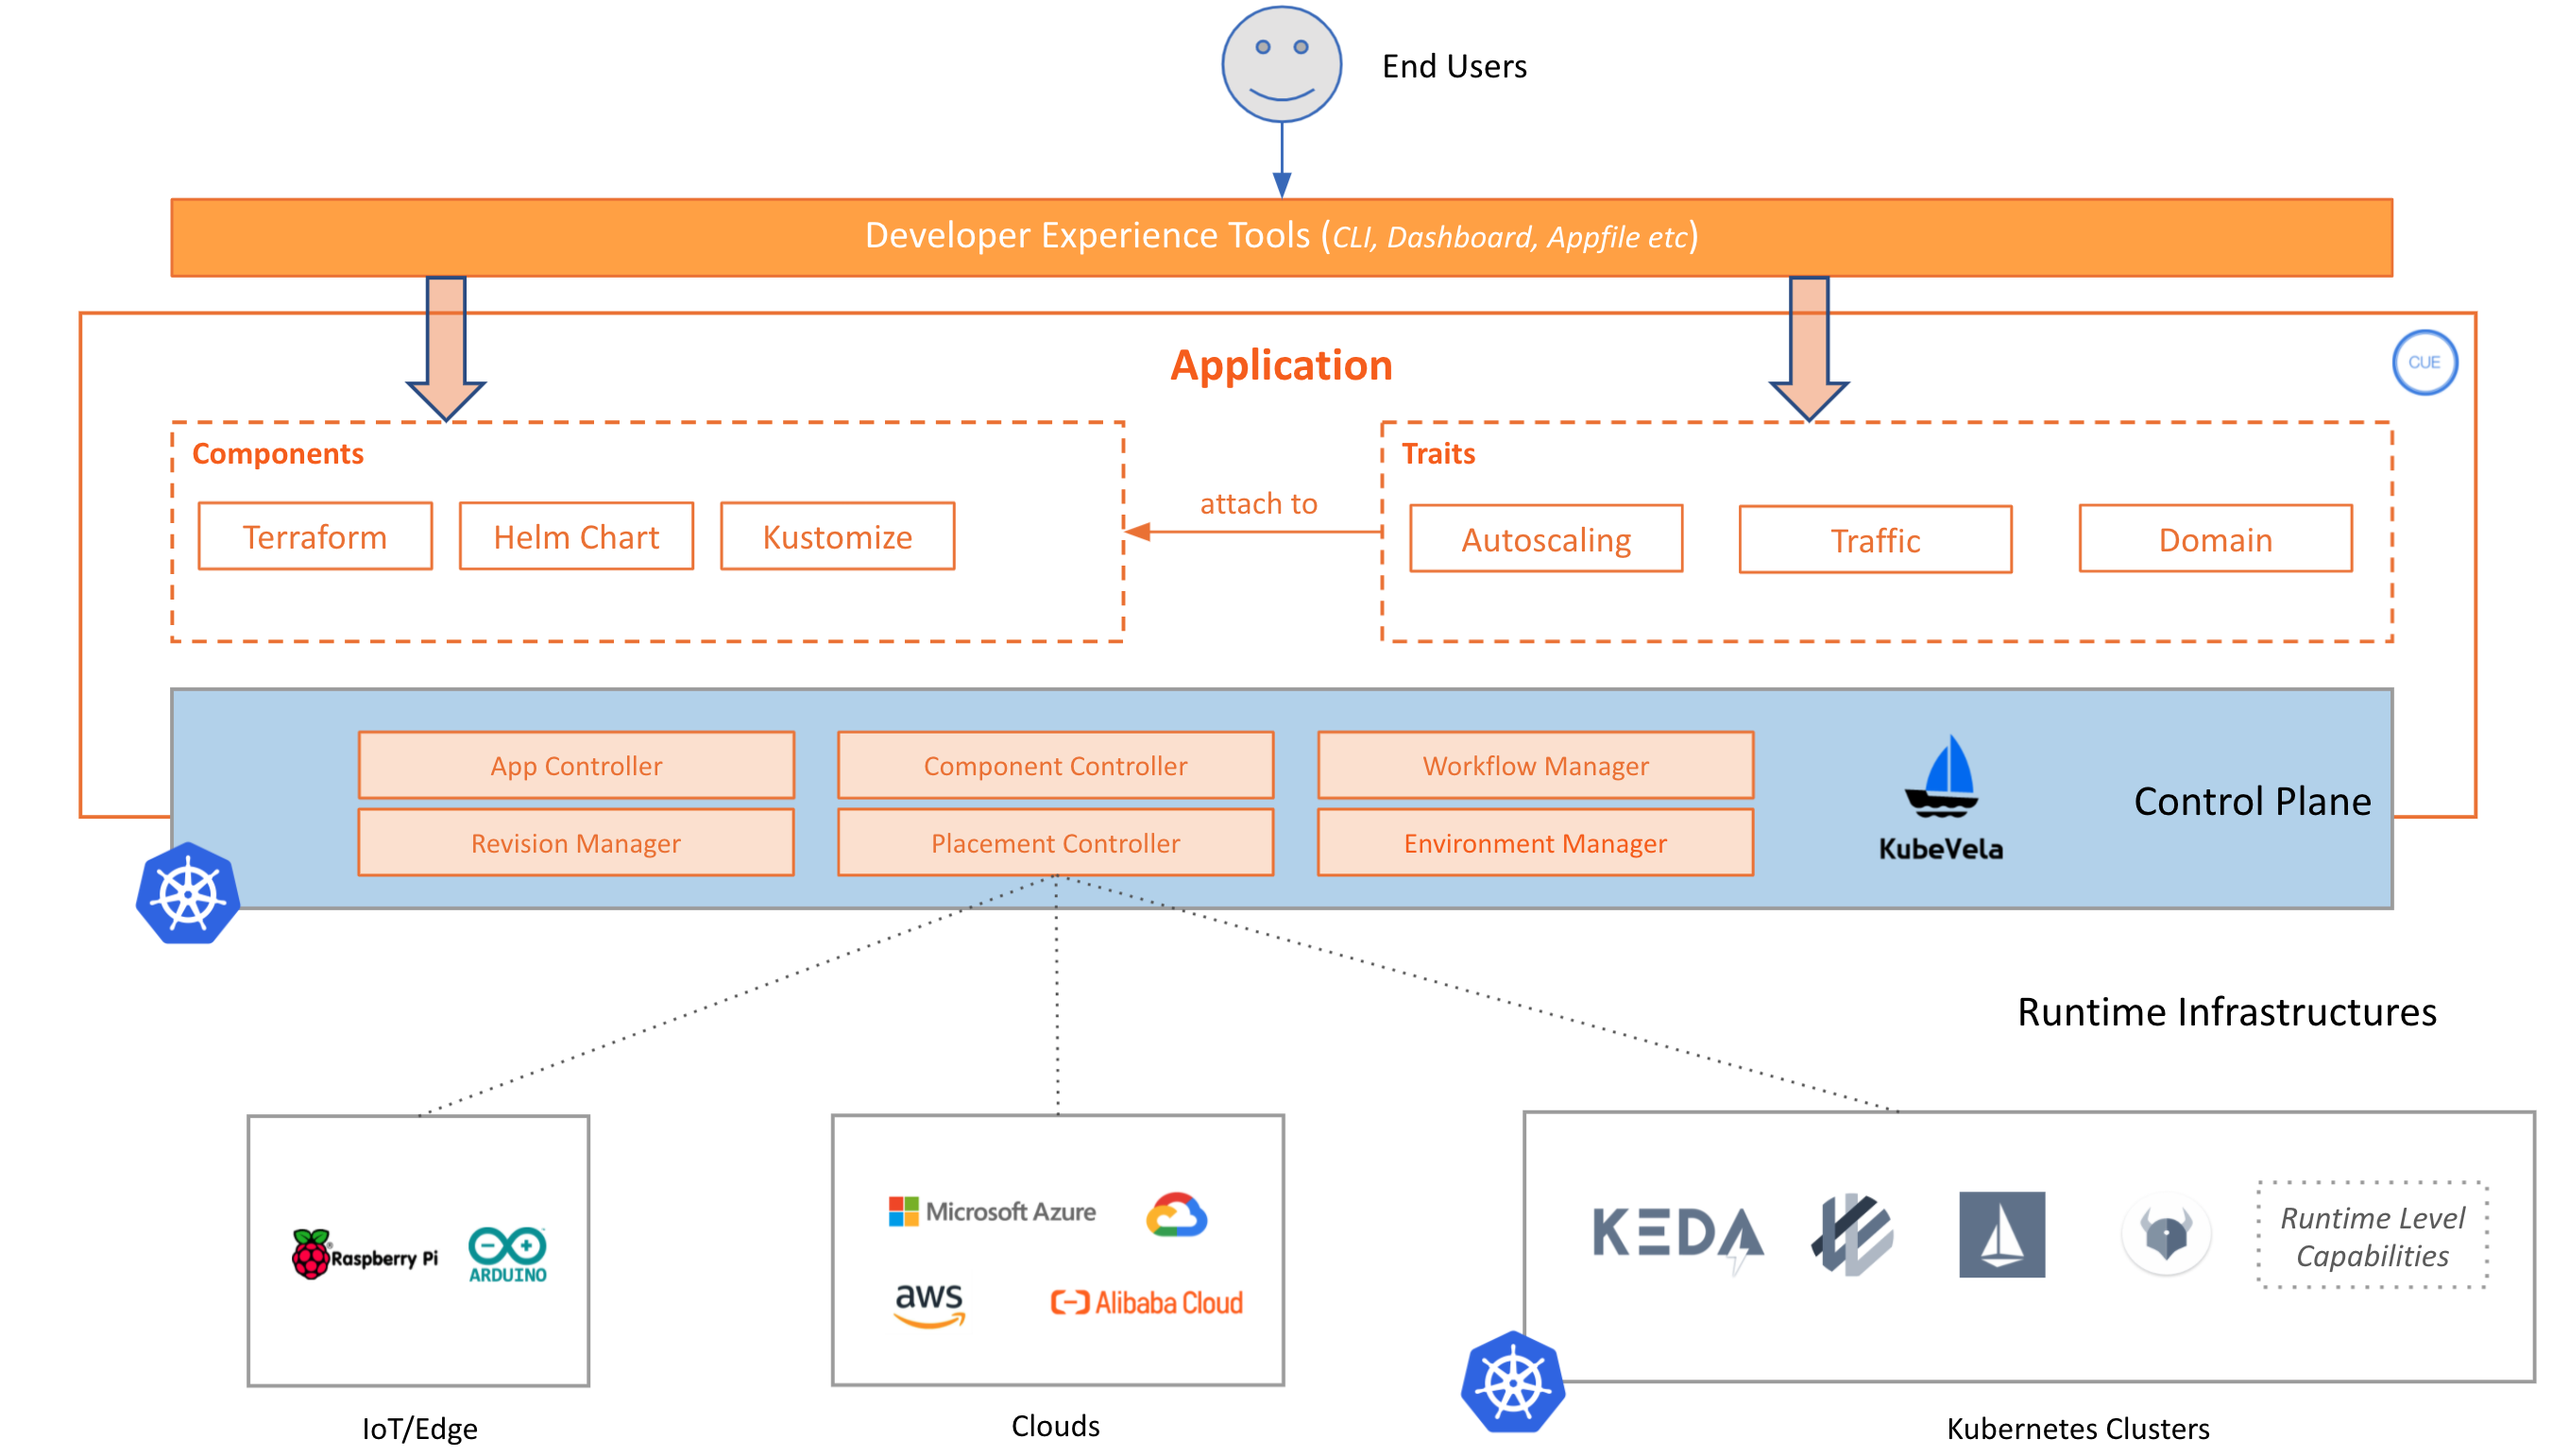 End Users
Developer Experience Tools (CLI, Dashboard, Appfile etc)
Application
CUE
Components
Terraform
Helm Chart
Kustomize
attach to
Traits
Autoscaling
Traffic
Domain
App Controller
Component Controller
Workflow Manager
Revision Manager
Placement Controller
Environment Manager
KubeVela
Control Plane
Runtime Infrastructures
Raspberry Pi
ARDUINO
IoT/Edge
Microsoft Azure
aws
Alibaba Cloud
Clouds
KEDA
Runtime Level
Capabilities
Kubernetes Clusters